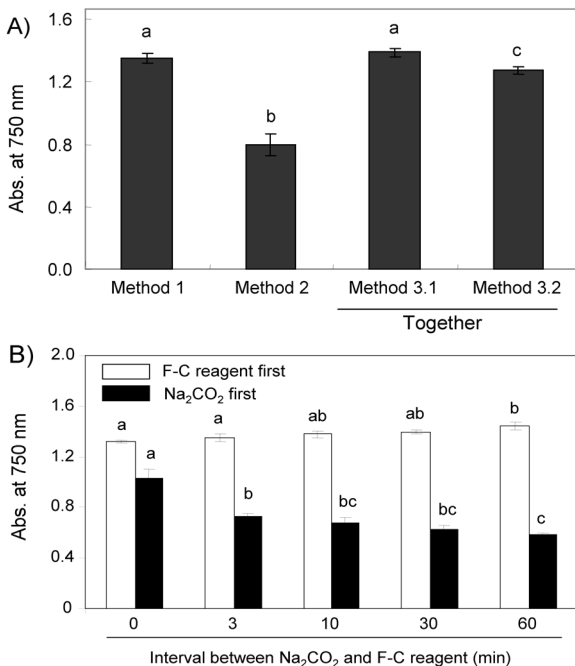 A)
Abs. at 750 nm
1.6
1.2
0.8
0.4
0.0
a
b
a
c
Method 1 Method 2 Method 3.1 Method 3.2
Together
B)
Abs. at 750 nm
2.0
1.6
1.2
0.8
0.4
0
F-C reagent first
Na₂CO₂ first
a a ab ab b
a b bc bc c
0 3 10 30 60
Interval between Na₂CO₂ and F-C reagent (min)